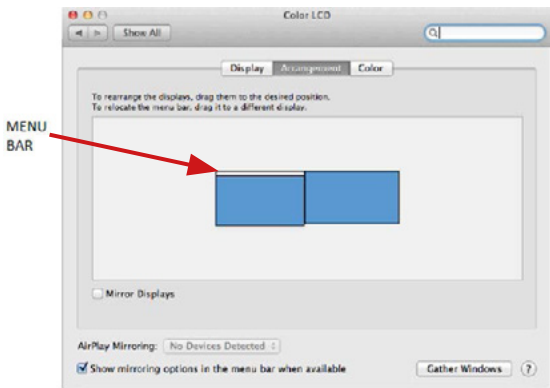 Color LCD
Show All
Display Arrangement Color
To rearrange the displays, drag them to the desired position.
To relocate the menu bar, drag it to a different display.
MENU
BAR
Mirror Displays
AirPlay Mirroring: No Devices Detected
Show mirroring options in the menu bar when available
Gather Windows ?